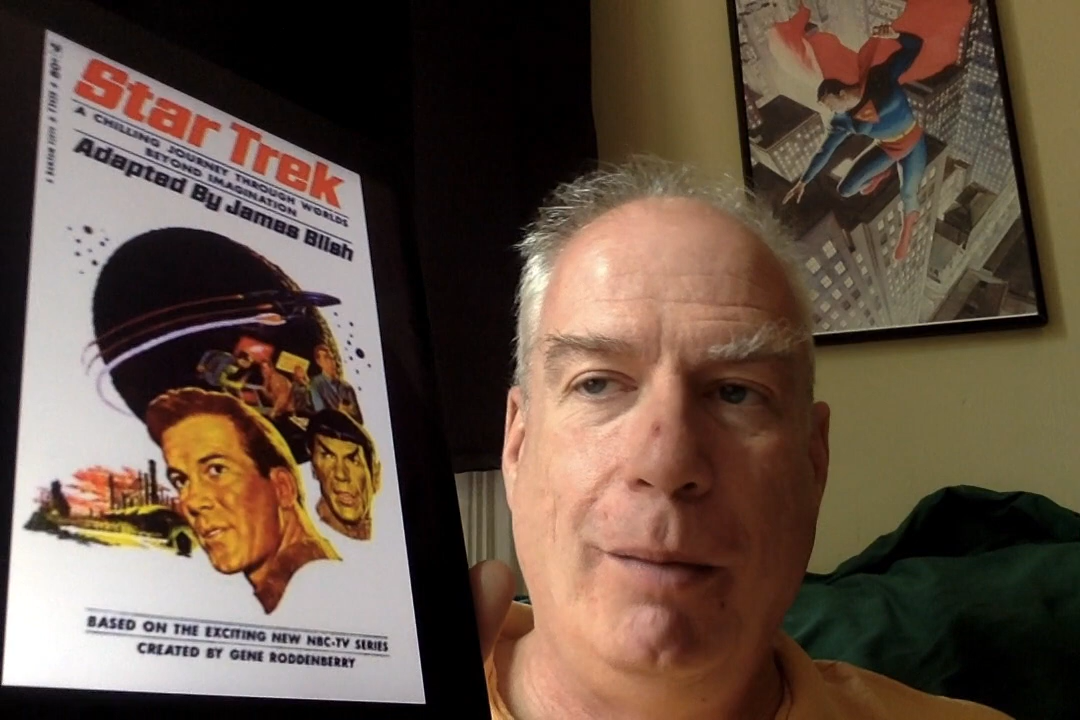 Star Trek
A CHILLING JOURNEY THROUGH WORLDS
BEYOND IMAGINATION
Adapted By James Blish
BASED ON THE EXCITING NEW NBC-TV SERIES
CREATED BY GENE RODDENBERRY